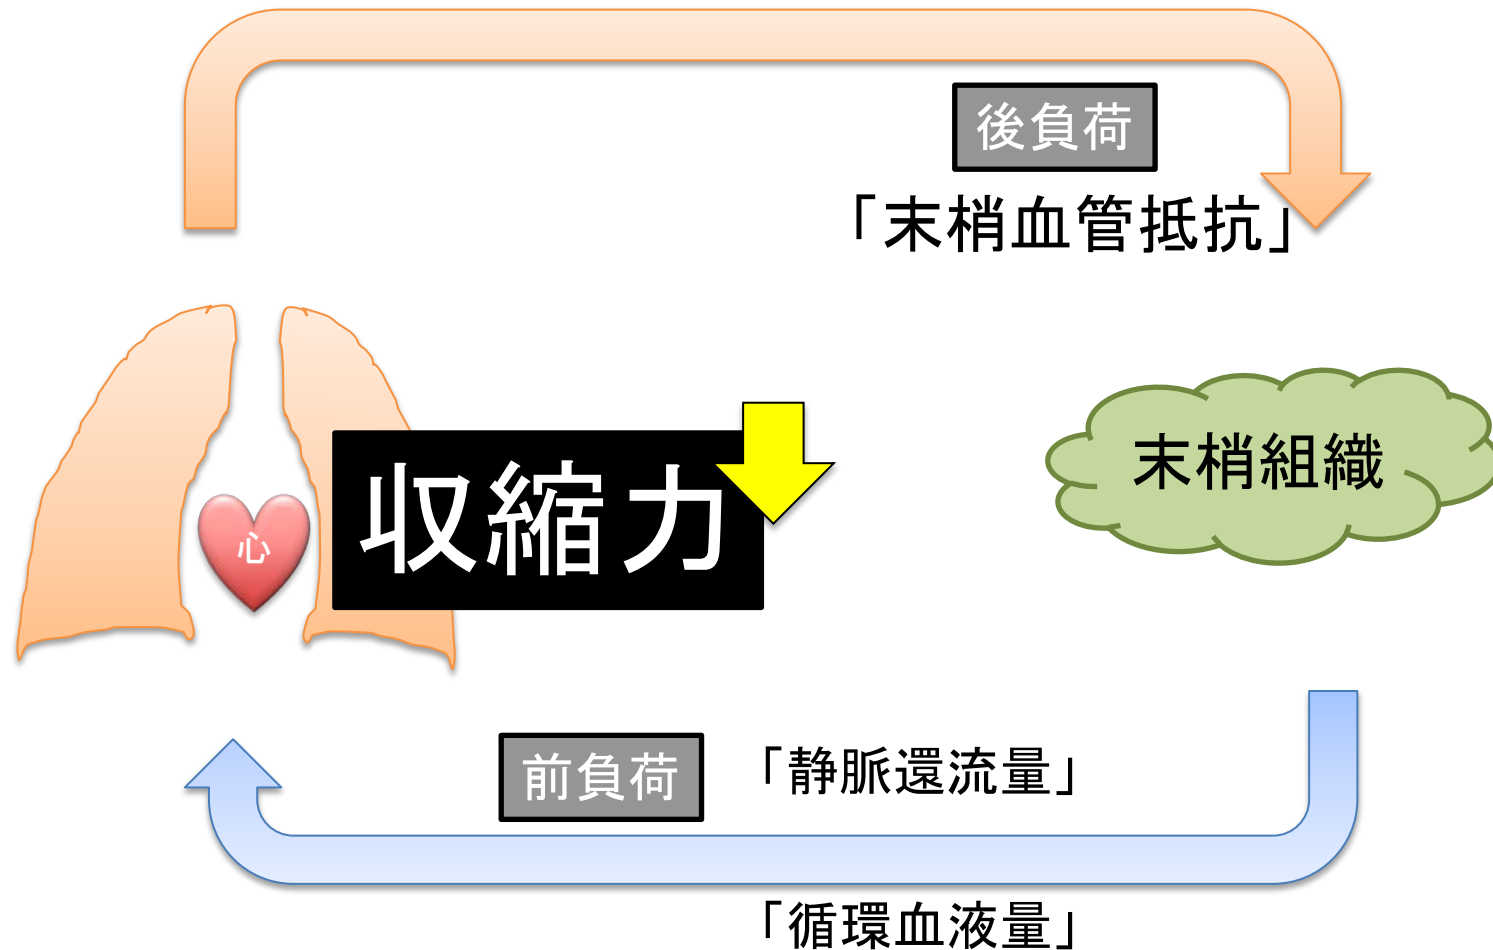 後負荷
「末梢血管抵抗」
収縮力
心
末梢組織
前負荷
「静脈還流量」
「循環血液量」